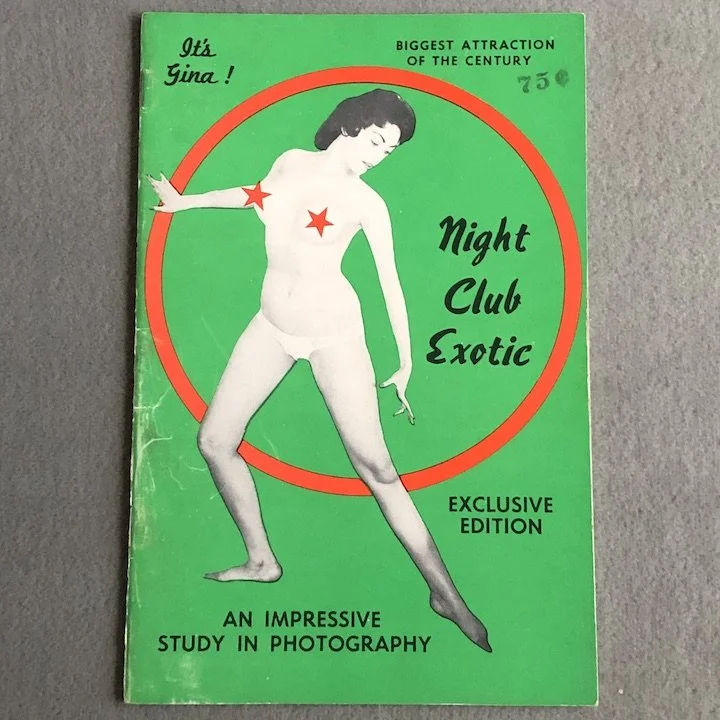 It's
Gina !
BIGGEST ATTRACTION
OF THE CENTURY
75¢
Night
Club
Exotic
EXCLUSIVE
EDITION
AN IMPRESSIVE
STUDY IN PHOTOGRAPHY